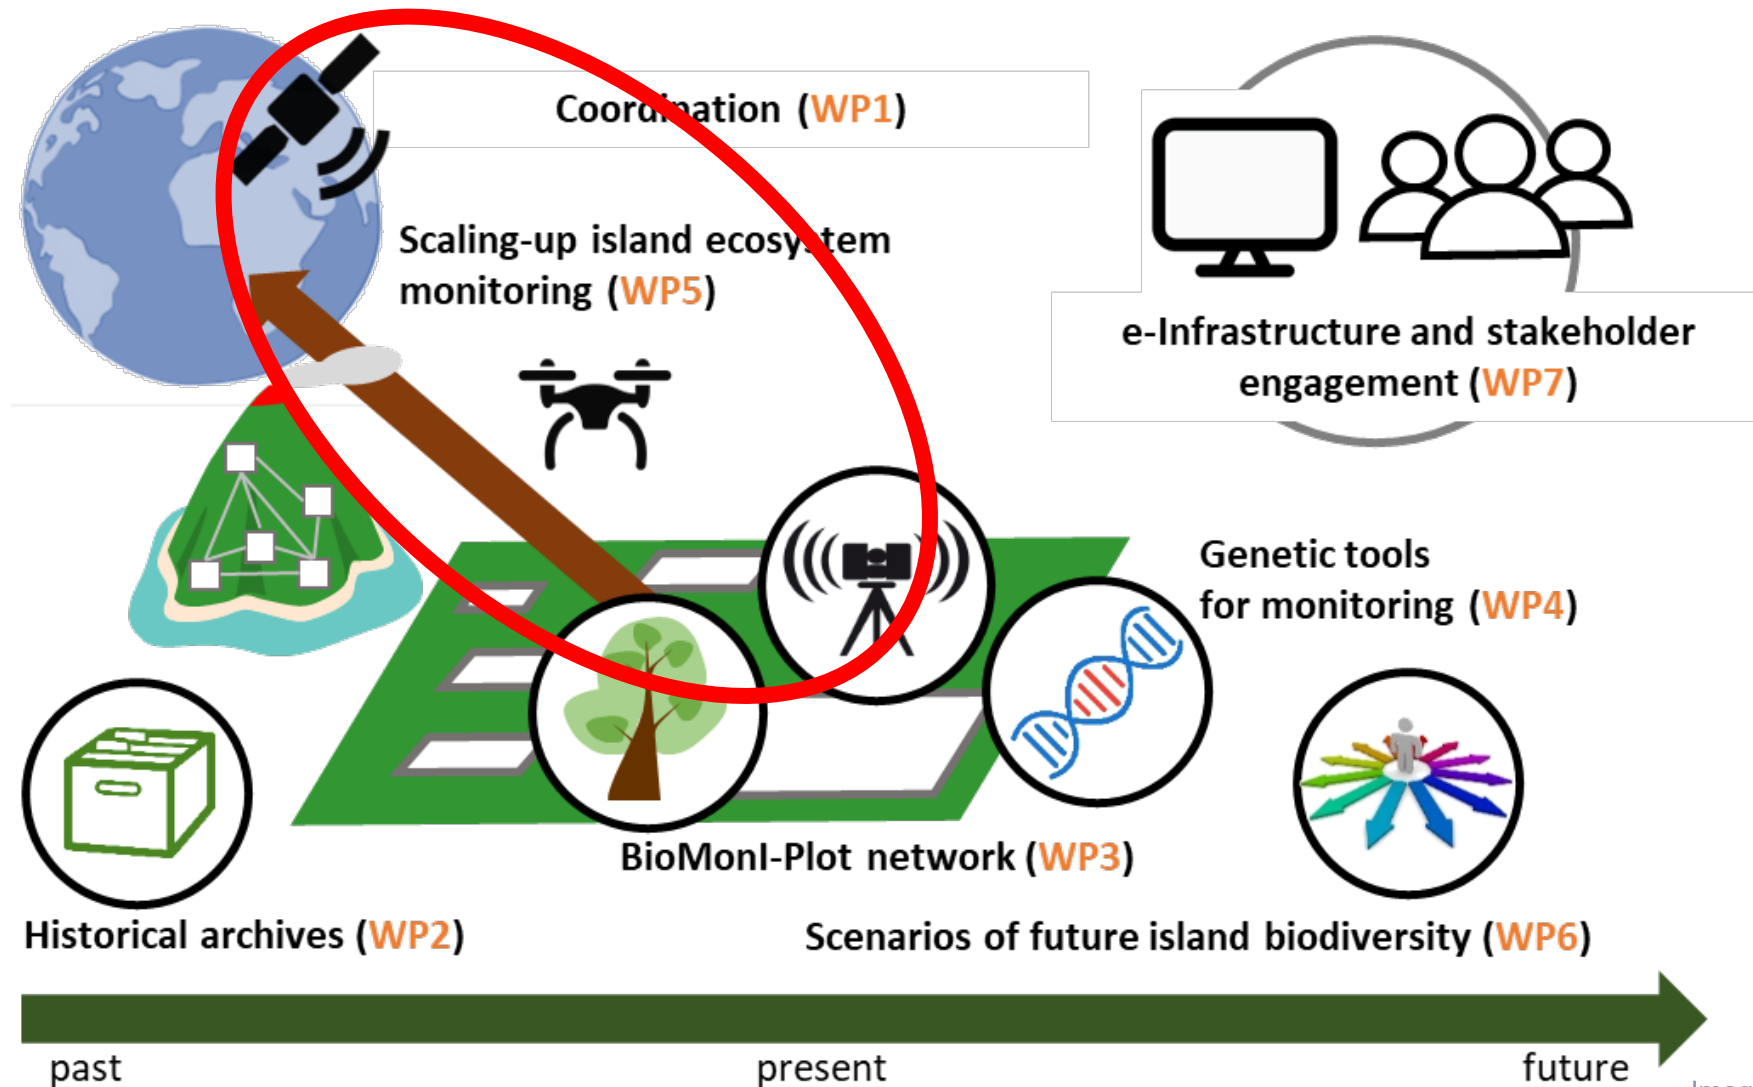 Coordination (WP1)
Scaling-up island ecosystem
monitoring (WP5)
e-Infrastructure and stakeholder
engagement (WP7)
Genetic tools
for monitoring (WP4)
BioMonI-Plot network (WP3)
Historical archives (WP2)
Scenarios of future island biodiversity (WP6)
past
present
future